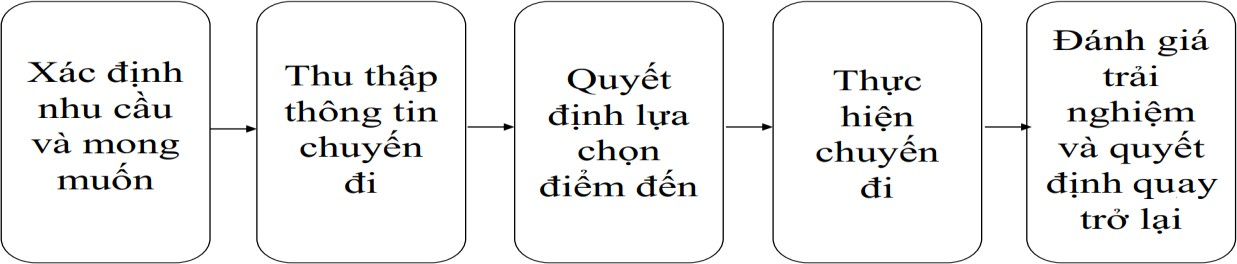 Xác định
nhu cầu
và mong
muốn
Thu thập
thông tin
chuyến
đi
Quyết
định lựa
chọn
điểm đến
Thực
hiện
chuyến
đi
Đánh giá
trải
nghiệm
và quyết
định quay
trở lại